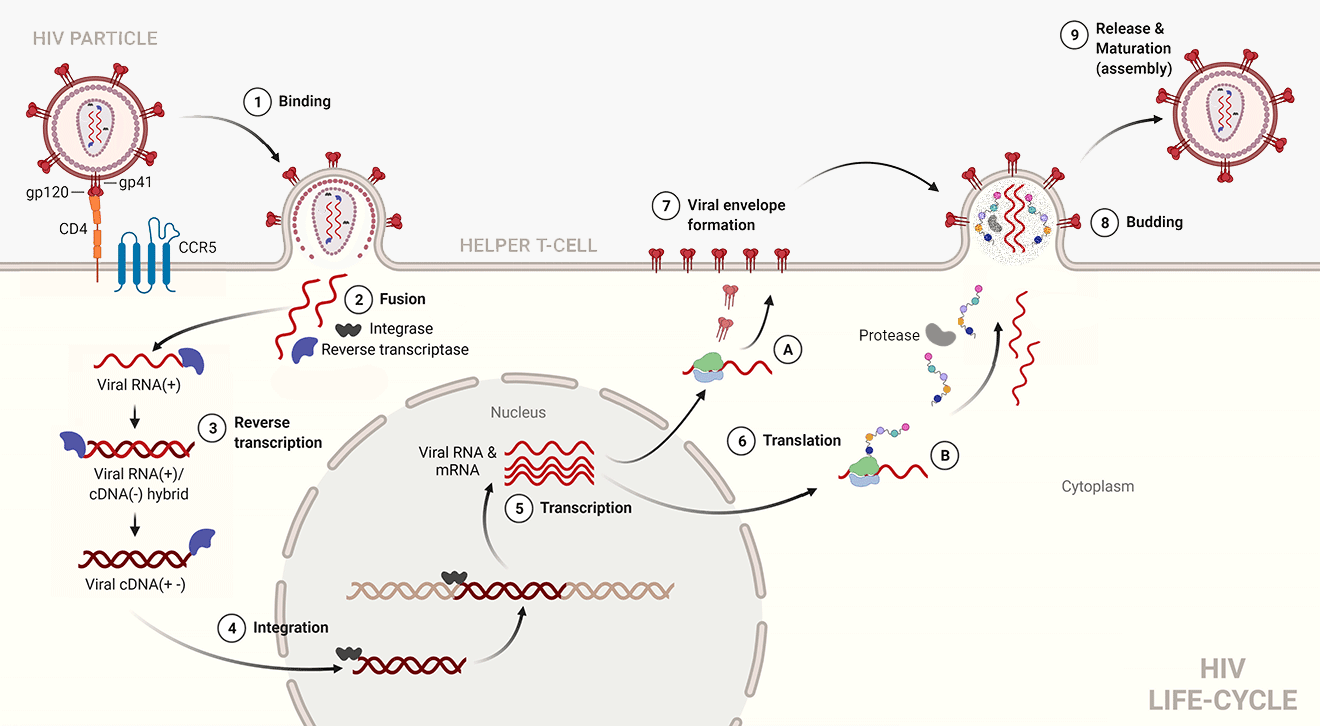 HIV PARTICLE
gp120
gp41
CD4
CCR5
1 Binding
HELPER T-CELL
2 Fusion
Integrase
Reverse transcriptase
Viral RNA(+)
3 Reverse
transcription
Viral RNA(+)/
cDNA(-) hybrid
Viral cDNA(+ -)
4 Integration
Nucleus
Viral RNA &
mRNA
5 Transcription
6 Translation
A
B
7 Viral envelope
formation
Protease
Cytoplasm
8 Budding
9 Release &
Maturation
(assembly)
HIV
LIFE-CYCLE